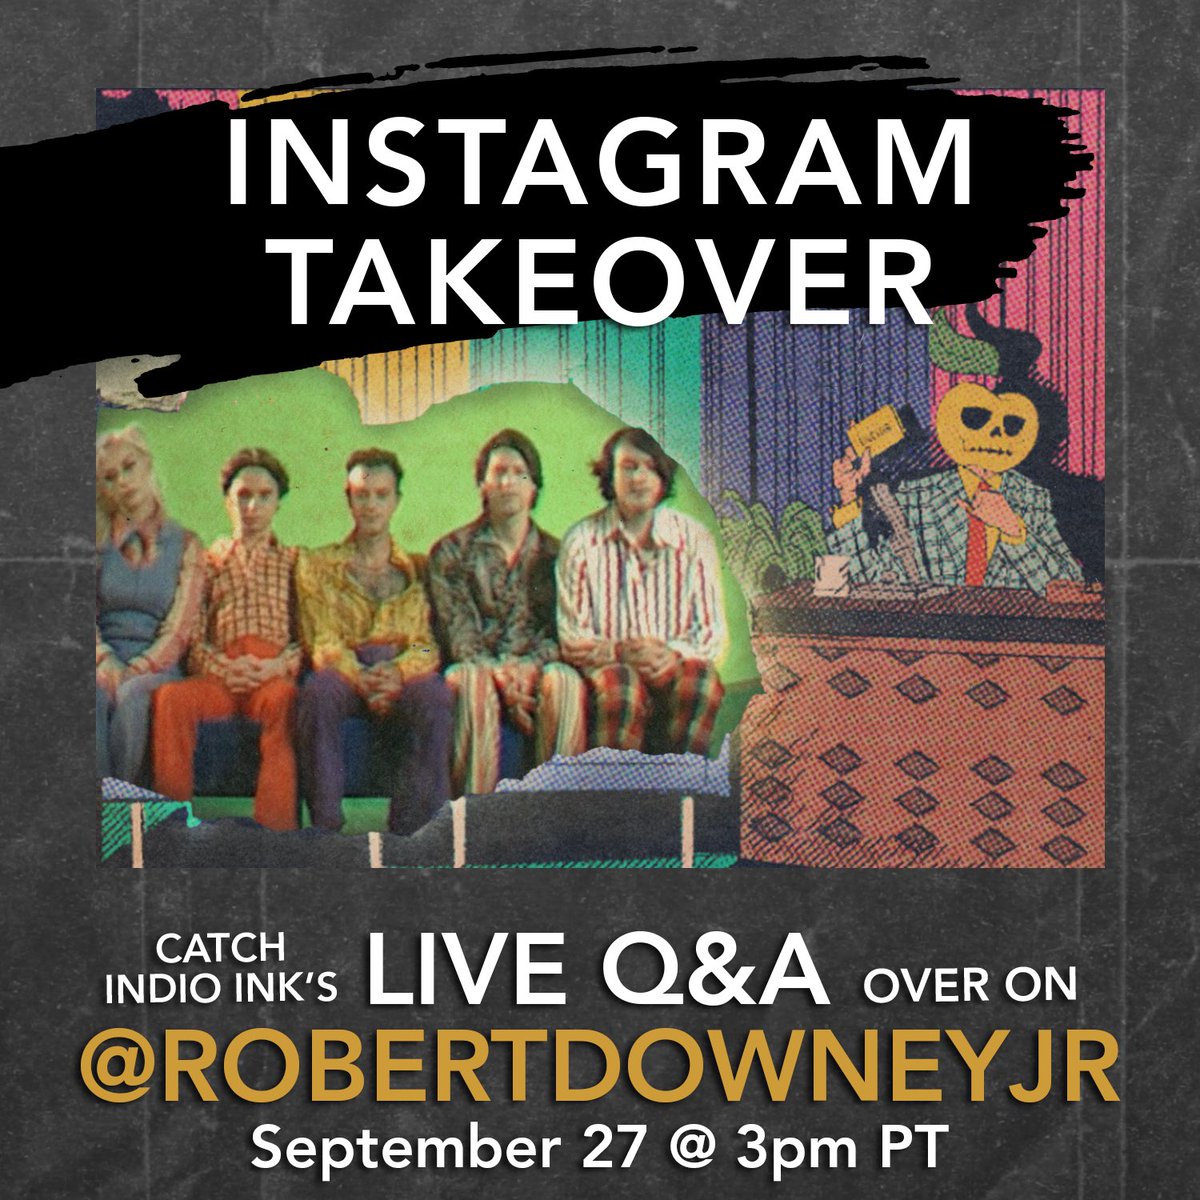 INSTAGRAM
TAKEOVER
CATCH
INDIO INK'S
LIVE Q&A
OVER ON
@ROBERTDOWNEYJR
September 27 @ 3pm PT